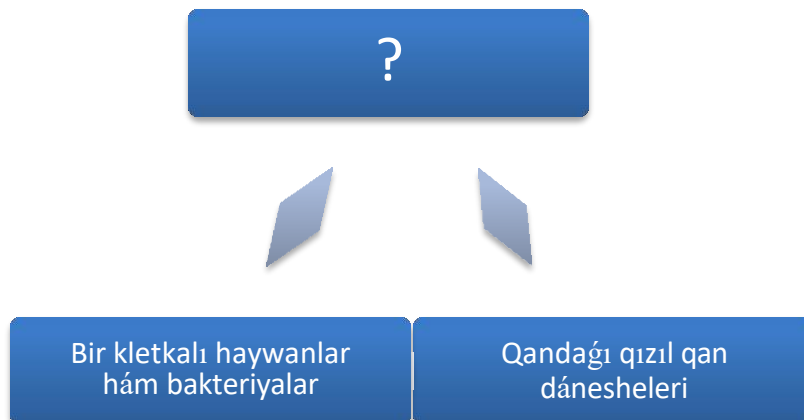 ?
Bir kletkalı haywanlar
hám bakteriyalar
Qandaǵı qızıl qan
dánesheleri